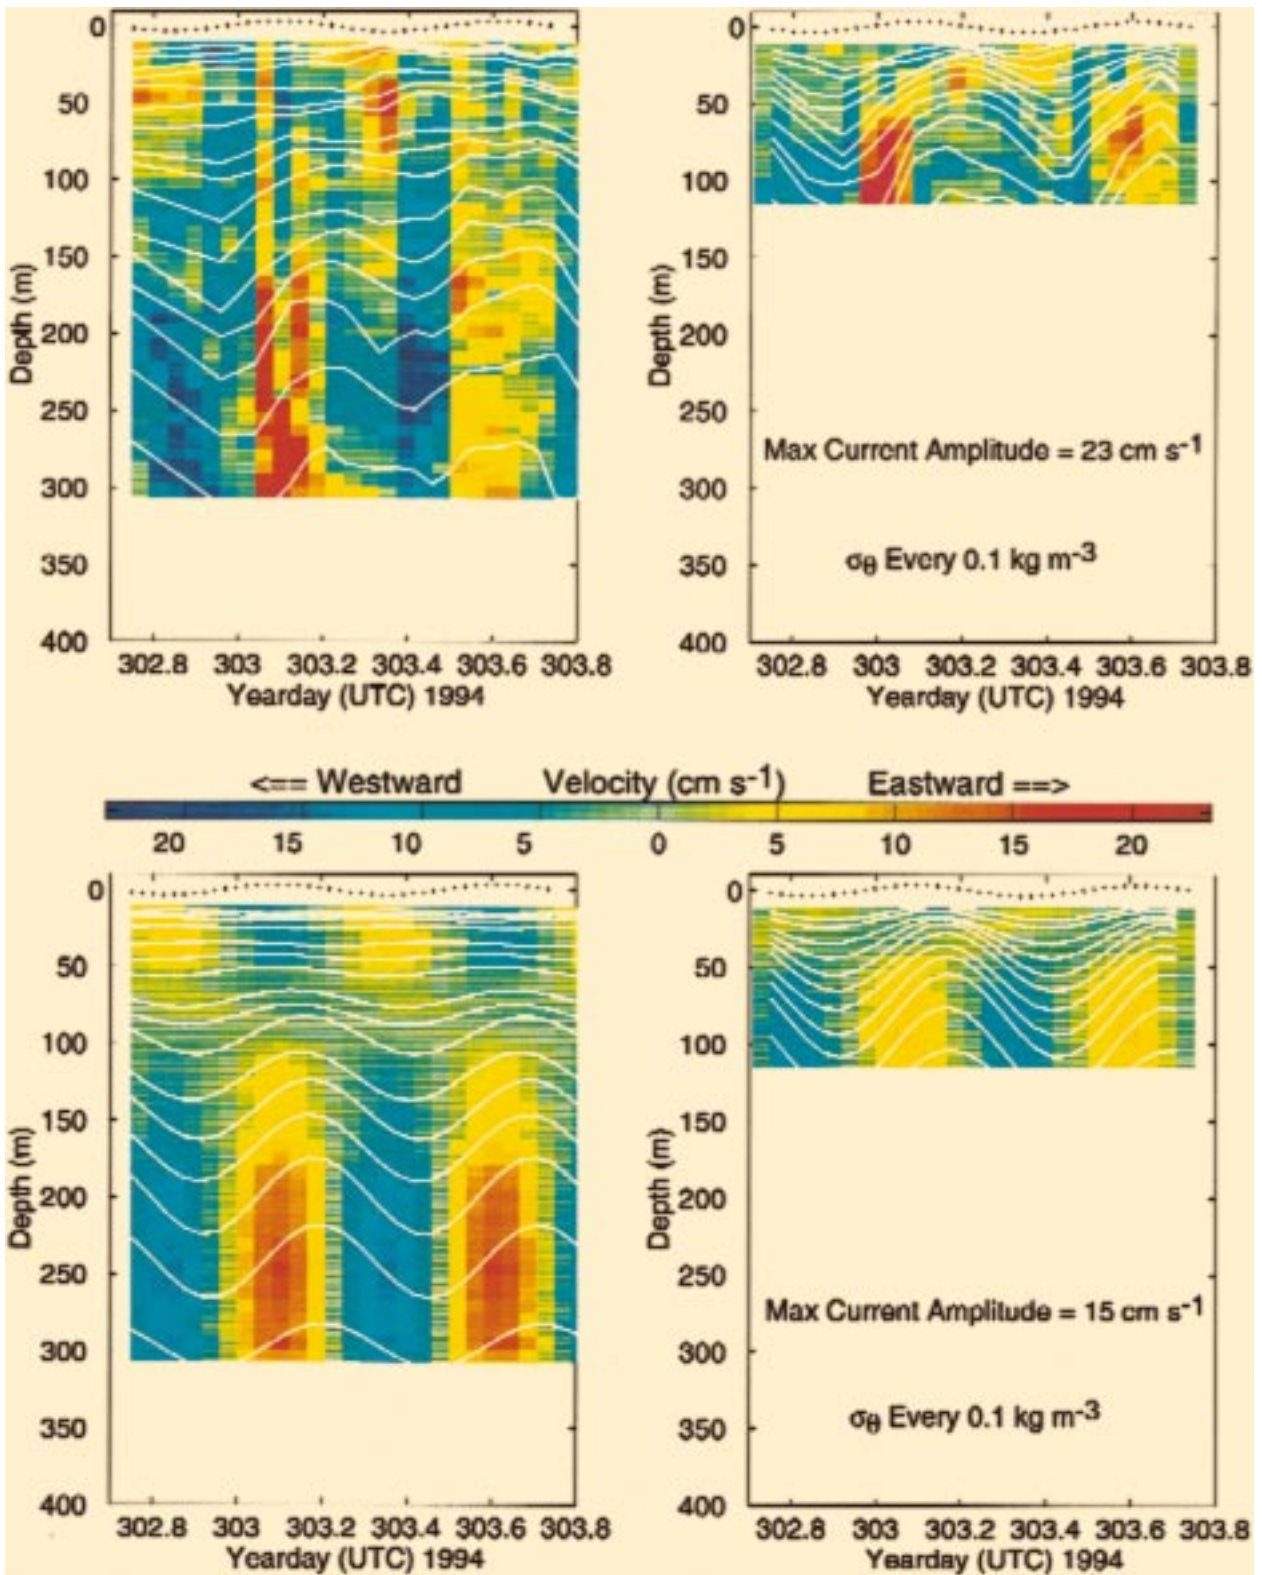 0
50
100
150
200
250
300
350
400
Depth (m)
302.8 303 303.2 303.4 303.6 303.8
Yearday (UTC) 1994
0
50
100
150
200
250
300
350
400
Depth (m)
Max Current Amplitude = 23 cm s-1
σθ Every 0.1 kg m-3
302.8 303 303.2 303.4 303.6 303.8
Yearday (UTC) 1994
<== Westward Velocity (cm s-1) Eastward ==>
20 15 10 5 0 5 10 15 20
0
50
100
150
200
250
300
350
400
Depth (m)
302.8 303 303.2 303.4 303.6 303.8
Yearday (UTC) 1994
0
50
100
150
200
250
300
350
400
Depth (m)
Max Current Amplitude = 15 cm s-1
σθ Every 0.1 kg m-3
302.8 303 303.2 303.4 303.6 303.8
Yearday (UTC) 1994